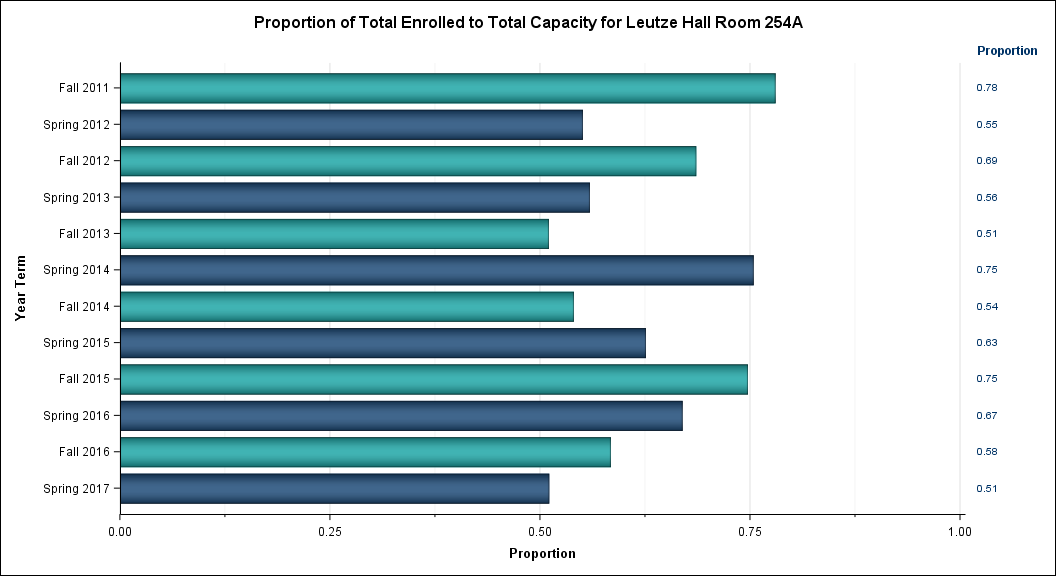 Proportion of Total Enrolled to Total Capacity for Leutze Hall Room 254A
Proportion
Fall 2011 0.78
Spring 2012 0.55
Fall 2012 0.69
Spring 2013 0.56
Fall 2013 0.51
Spring 2014 0.75
Fall 2014 0.54
Spring 2015 0.63
Fall 2015 0.75
Spring 2016 0.67
Fall 2016 0.58
Spring 2017 0.51
Year Term
0.00 0.25 0.50 0.75 1.00
Proportion